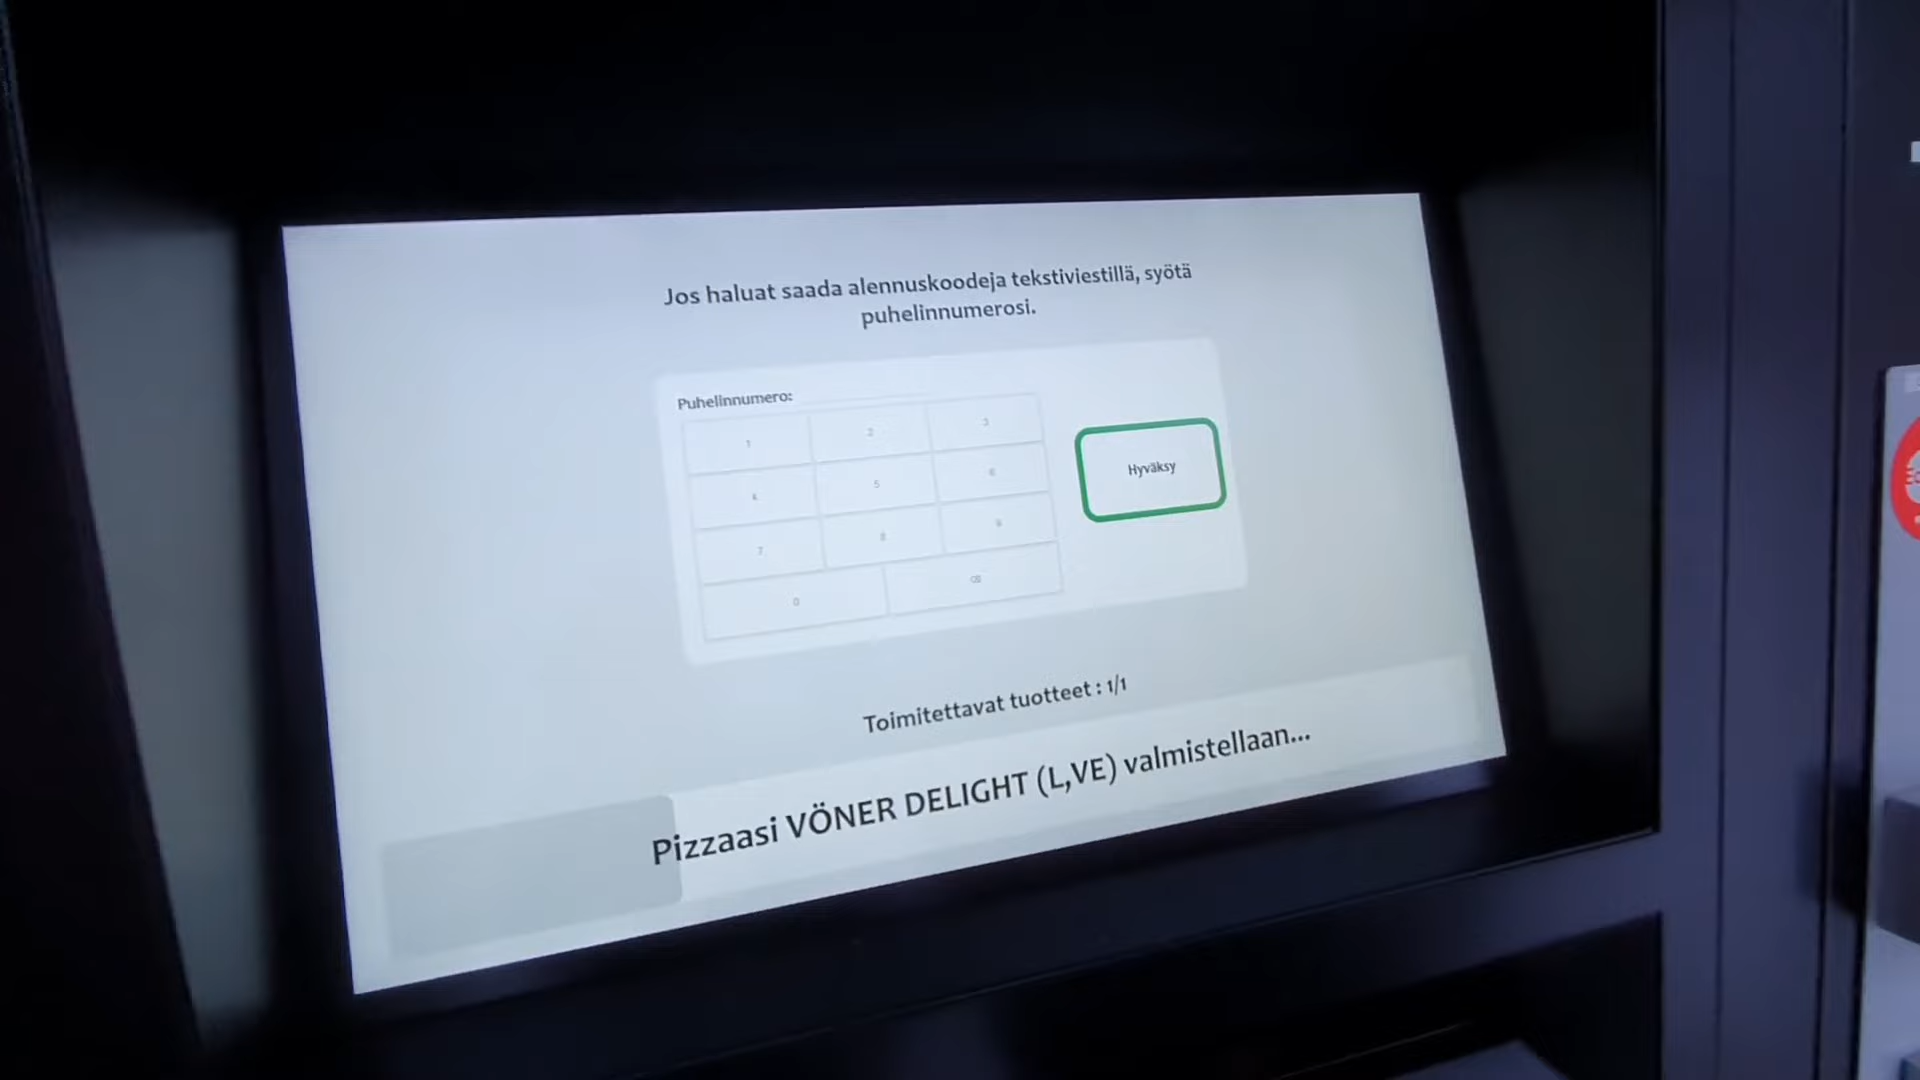 Jos haluat saada alennuskoodeja tekstiviestillä, syötä
puhelinnumerosi.
Puhelinnumero:
1 2 3
4 5 6
7 8 9
0
Hyväksy
Toimitettavat tuotteet : 1/1
Pizzaasi VÖNER DELIGHT (L,VE) valmistellaan...